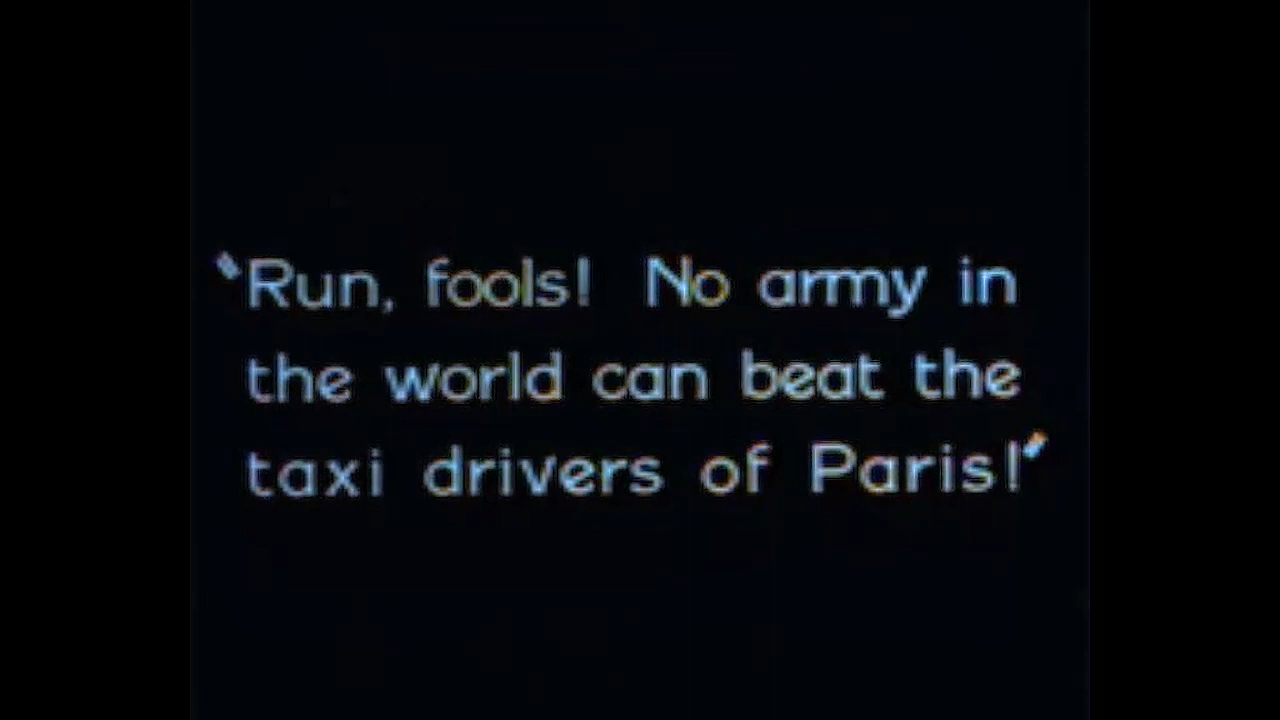 "Run, fools! No army in
the world can beat the
taxi drivers of Paris!"